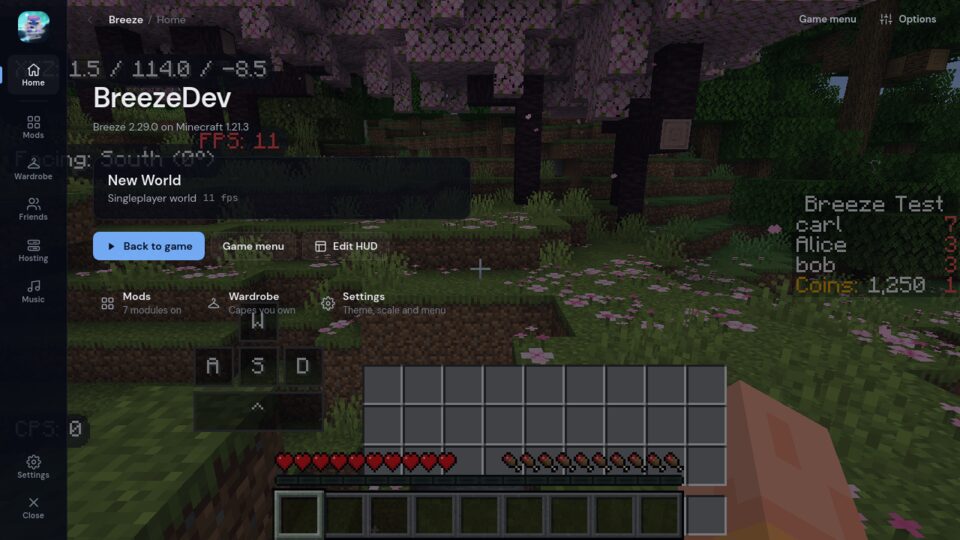 Breeze / Home
Game menu
Options
Home
XYZ: 1.5 / 114.0 / -8.5
BreezeDev
Breeze 2.29.0 on Minecraft 1.21.3
FPS: 11
Mods
Facing: South (0°)
Wardrobe
New World
Singleplayer world 11 fps
Friends
Breeze Test
carl 7
Alice 3
bob 3
Coins: 1,250 1
Hosting
Back to game
Game menu
Edit HUD
Music
Mods
7 modules on
Wardrobe
Capes you own
Settings
Theme, scale and menu
W
A S D
CPS: 0
Settings
Close